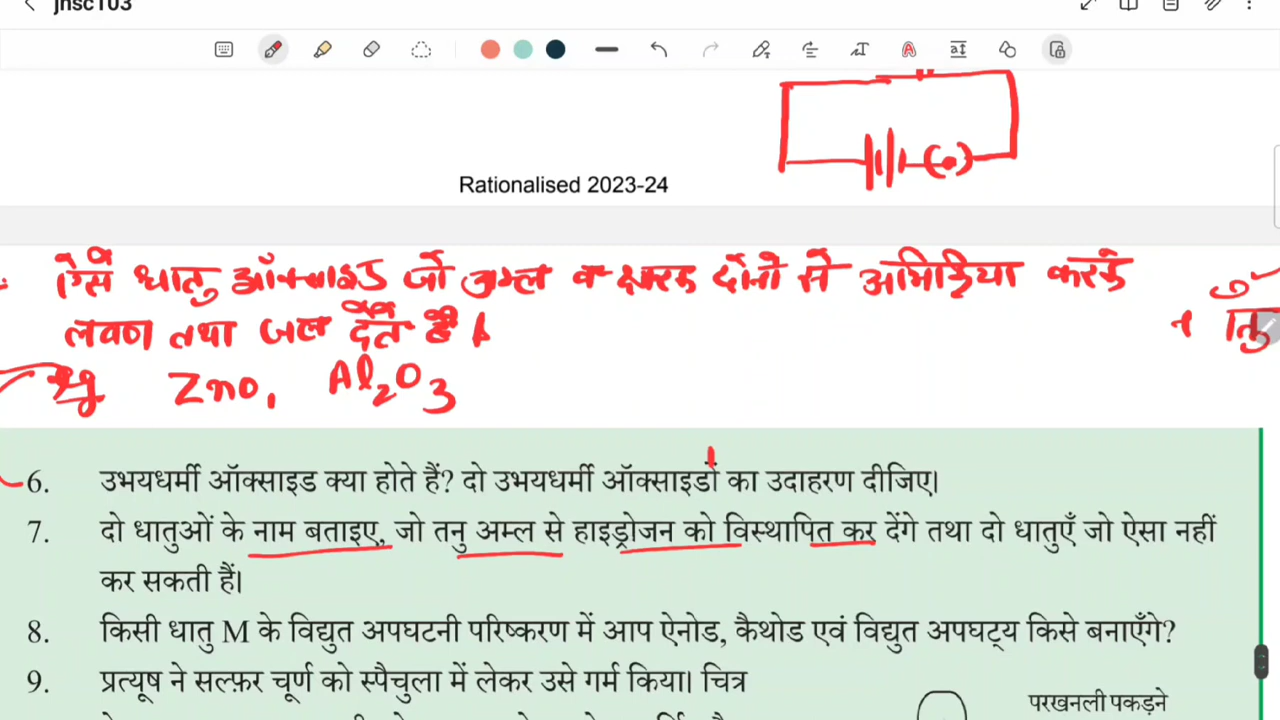 jhsc103
Rationalised 2023-24
ऐसे धातु ऑक्साइड जो अम्ल व क्षारक दोनो से अभिक्रिया करके
लवण तथा जल देते हैं।
eg ZnO, Al₂O₃
6. उभयधर्मी ऑक्साइड क्या होते हैं? दो उभयधर्मी ऑक्साइडों का उदाहरण दीजिए।
7. दो धातुओं के नाम बताइए, जो तनु अम्ल से हाइड्रोजन को विस्थापित कर देंगे तथा दो धातुएँ जो ऐसा नहीं
कर सकती हैं।
8. किसी धातु M के विद्युत अपघटनी परिष्करण में आप ऐनोड, कैथोड एवं विद्युत अपघट्य किसे बनाएँगे?
9. प्रत्यूष ने सल्फ़र चूर्ण को स्पैचुला में लेकर उसे गर्म किया। चित्र
परखनली पकड़ने